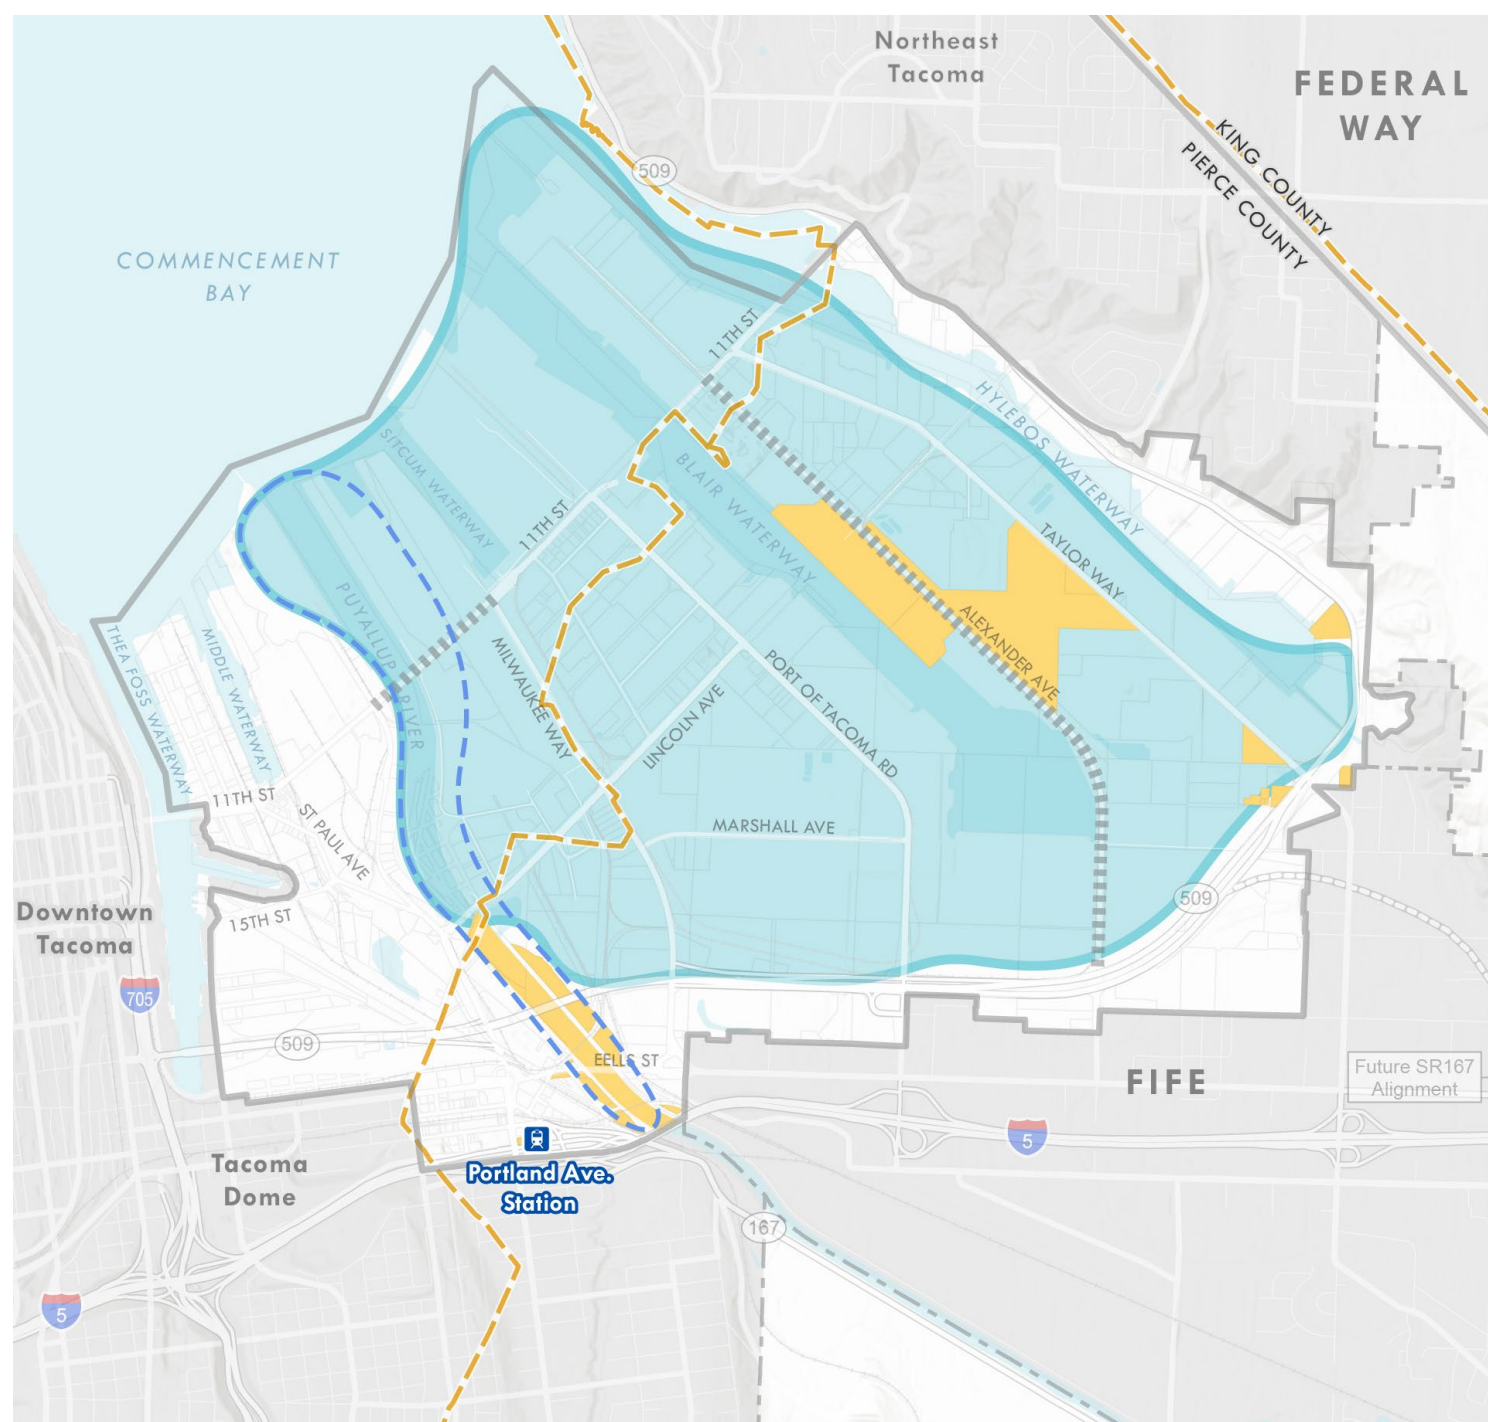 Northeast
Tacoma
FEDERAL
WAY
KING COUNTY
PIERCE COUNTY
509
COMMENCEMENT
BAY
11TH ST
HYLEBOS WATERWAY
SITCUM WATERWAY
BLAIR WATERWAY
11TH ST
TAYLOR WAY
PUYALLUP RIVER
ALEXANDER AVE
THEA FOSS WATERWAY
MIDDLE WATERWAY
MILWAUKEE WAY
PORT OF TACOMA RD
LINCOLN AVE
11TH ST
ST PAUL AVE
MARSHALL AVE
509
Downtown
Tacoma
15TH ST
705
509
EELLS ST
FIFE
Future SR167
Alignment
5
Portland Ave.
Station
Tacoma
Dome
167
5